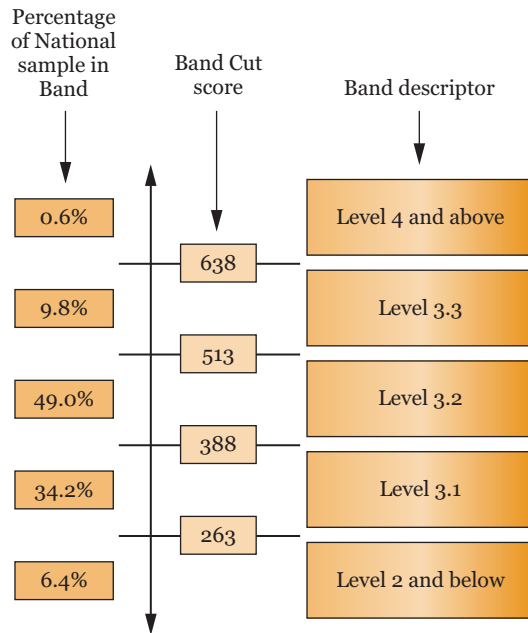 Percentage
of National
sample in
Band
Band Cut
score
Band descriptor
0.6%
Level 4 and above
638
9.8%
Level 3.3
513
49.0%
Level 3.2
388
34.2%
Level 3.1
263
6.4%
Level 2 and below